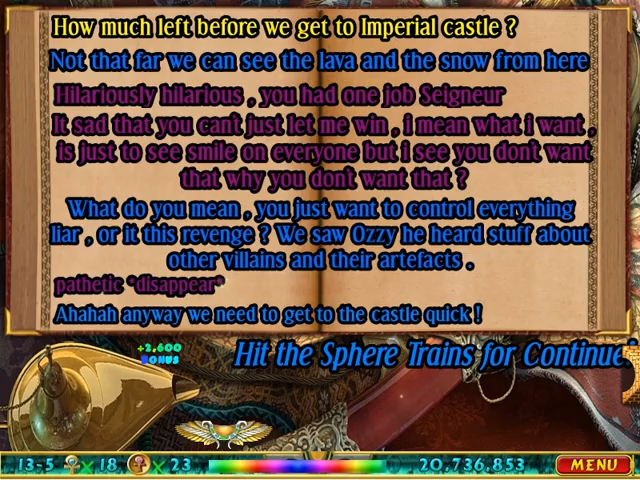 How much left before we get to Imperial castle ?
Not that far we can see the lava and the snow from here
Hilariously hilarious , you had one job Seigneur
It sad that you can't just let me win , i mean what i want ,
is just to see smile on everyone but i see you don't want
that why you don't want that ?
What do you mean , you just want to control everything
liar , or it this revenge ? We saw Ozzy he heard stuff about
other villains and their artefacts .
pathetic *disappear*
Ahahah anyway we need to get to the castle quick !
+2,600
BONUS
Hit the Sphere Trains for Continue
13-5 × 18 × 23 20,736,853 MENU